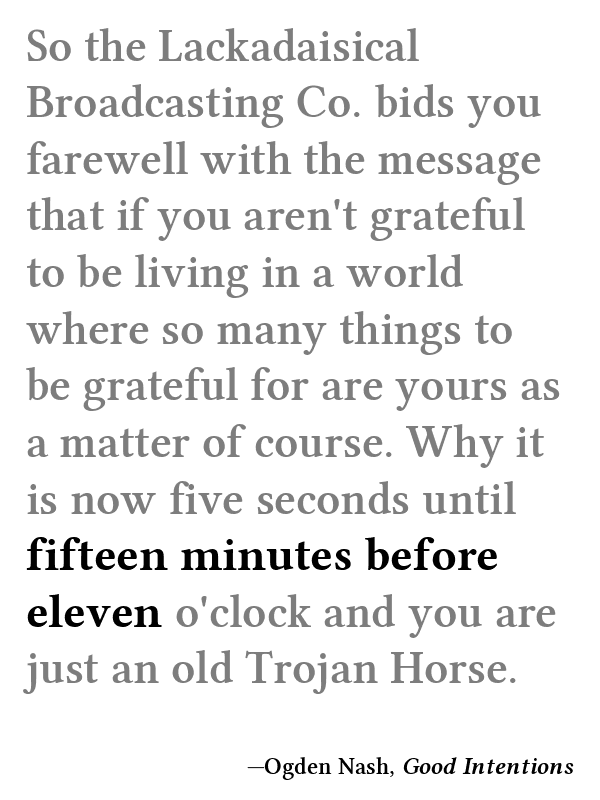 So the Lackadaisical
Broadcasting Co. bids you
farewell with the message
that if you aren't grateful
to be living in a world
where so many things to
be grateful for are yours as
a matter of course. Why it
is now five seconds until
fifteen minutes before
eleven o'clock and you are
just an old Trojan Horse.
—Ogden Nash, Good Intentions